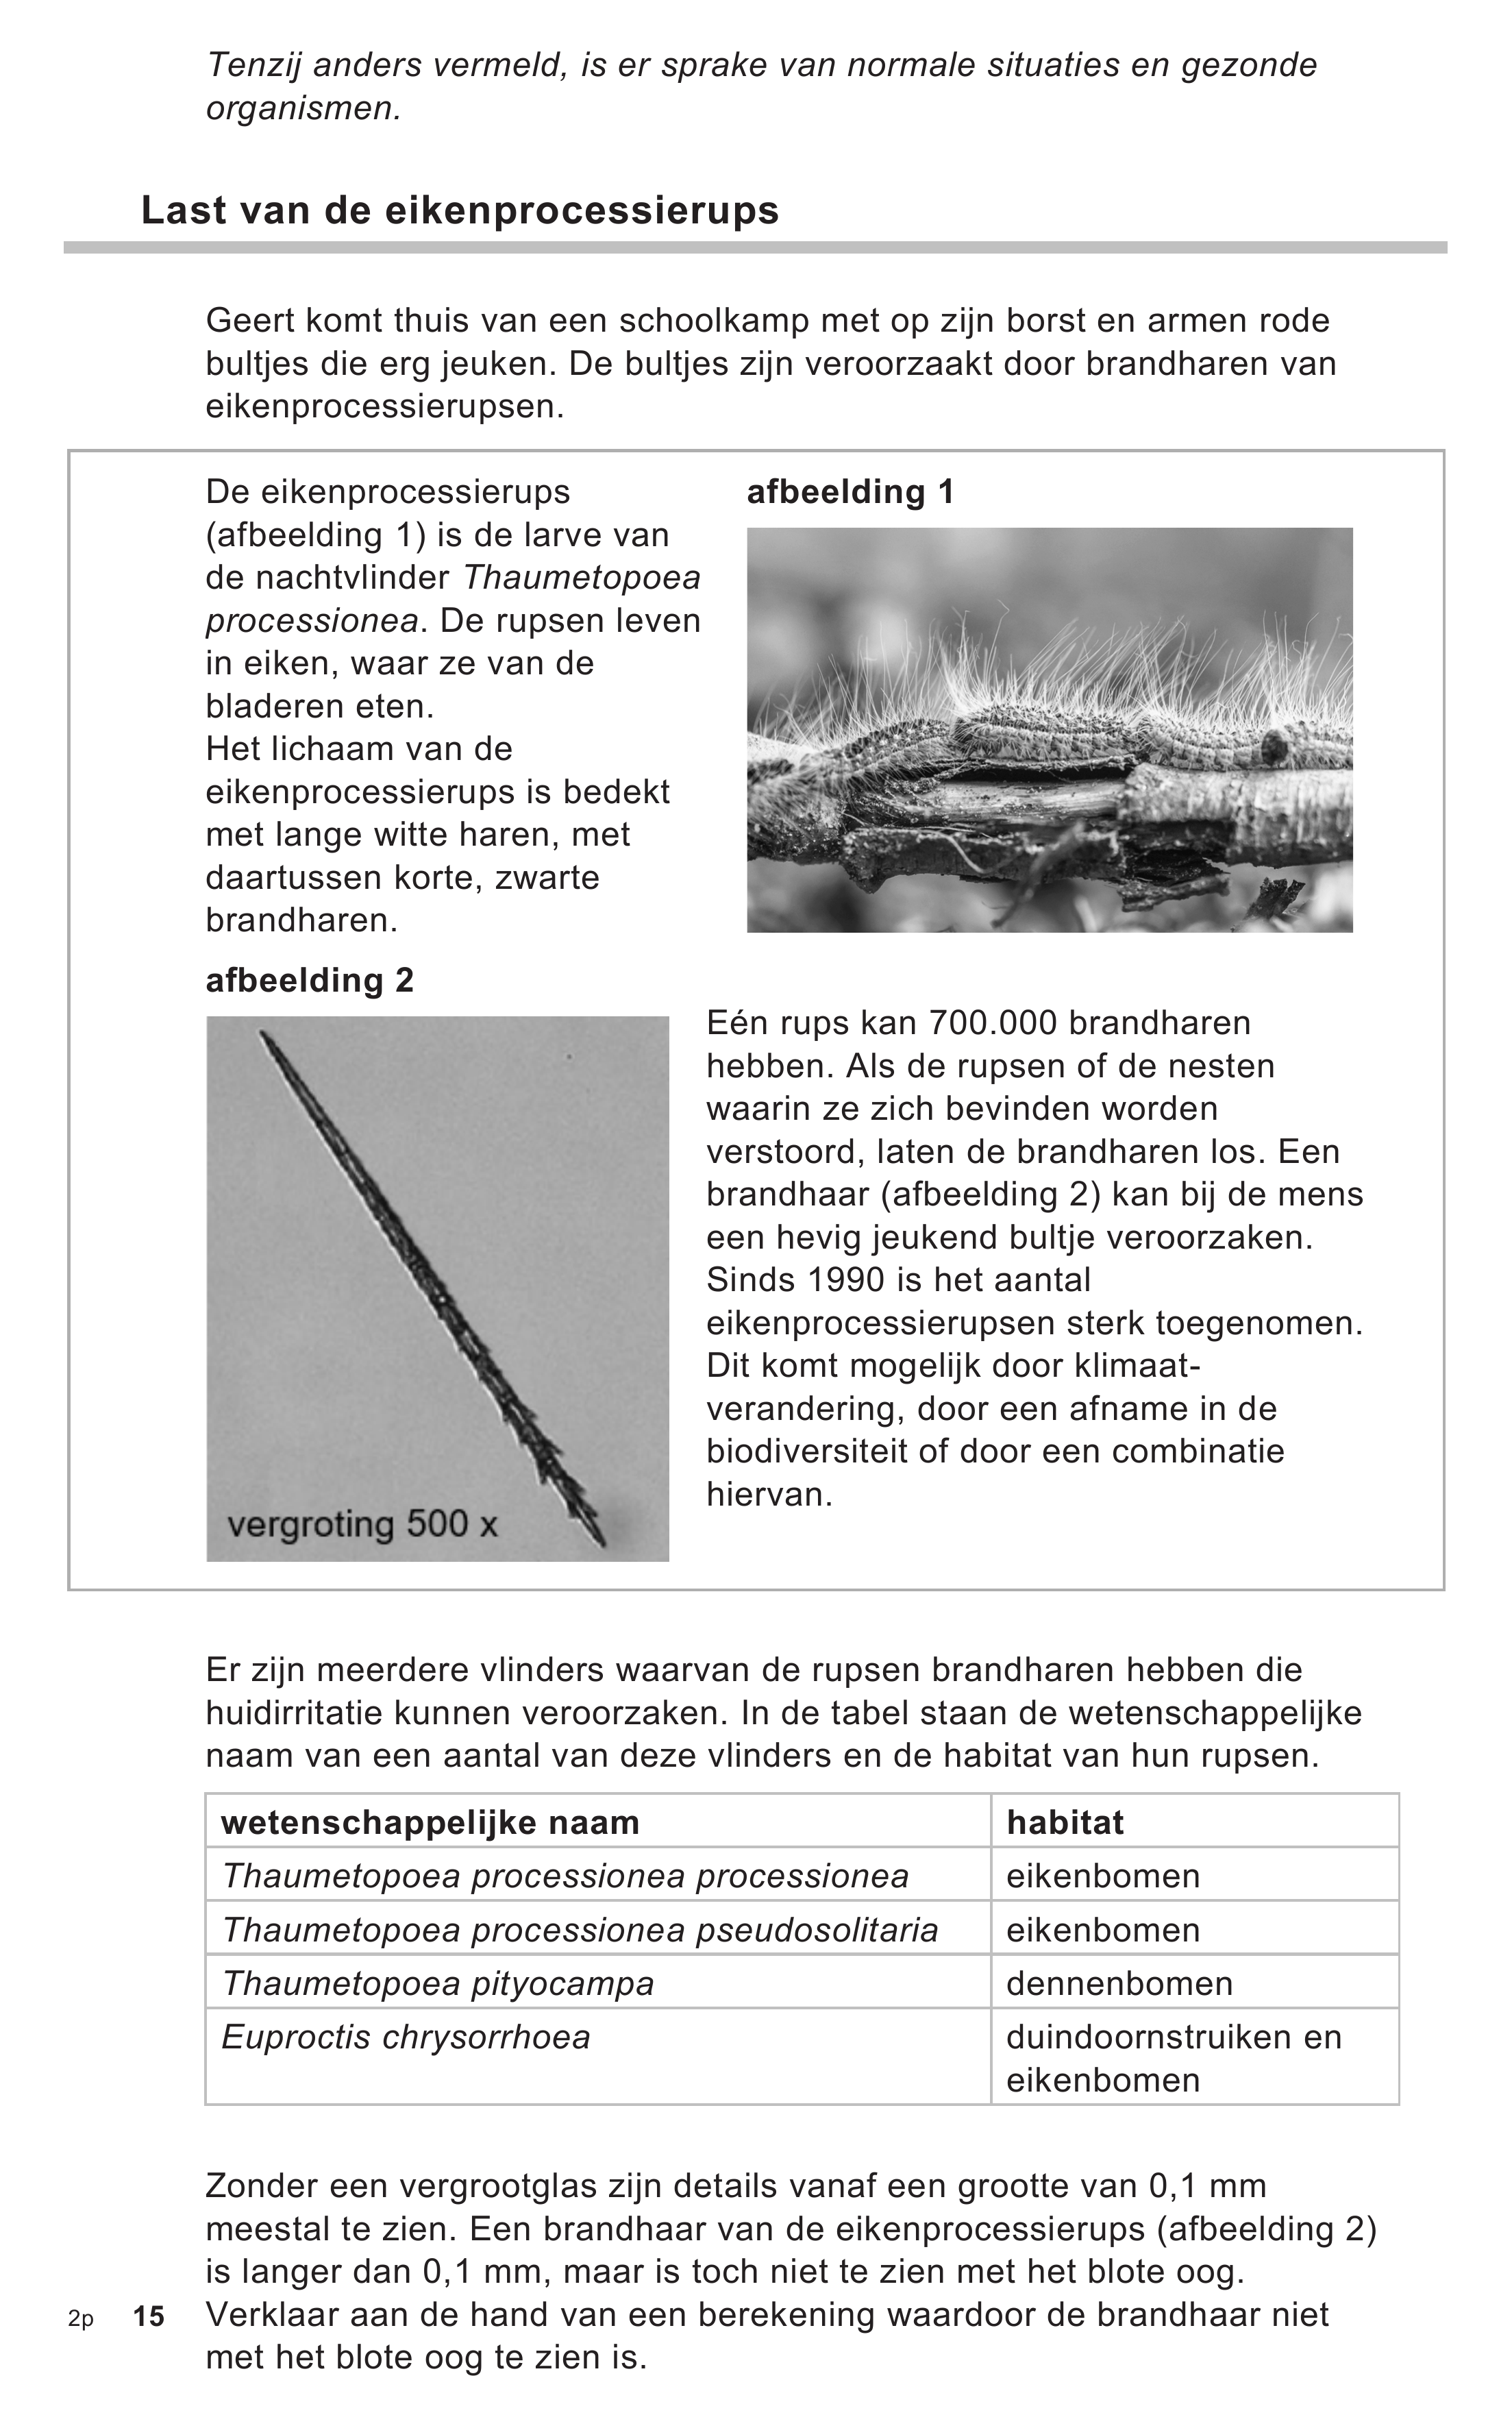 Tenzij anders vermeld, is er sprake van normale situaties en gezonde
organismen.
Last van de eikenprocessierups
Geert komt thuis van een schoolkamp met op zijn borst en armen rode
bultjes die erg jeuken. De bultjes zijn veroorzaakt door brandharen van
eikenprocessierupsen.
De eikenprocessierups
(afbeelding 1) is de larve van
de nachtvlinder Thaumetopoea
processionea. De rupsen leven
in eiken, waar ze van de
bladeren eten.
Het lichaam van de
eikenprocessierups is bedekt
met lange witte haren, met
daartussen korte, zwarte
brandharen.
afbeelding 1
afbeelding 2
vergroting 500 x
Eén rups kan 700.000 brandharen
hebben. Als de rupsen of de nesten
waarin ze zich bevinden worden
verstoord, laten de brandharen los. Een
brandhaar (afbeelding 2) kan bij de mens
een hevig jeukend bultje veroorzaken.
Sinds 1990 is het aantal
eikenprocessierupsen sterk toegenomen.
Dit komt mogelijk door klimaat-
verandering, door een afname in de
biodiversiteit of door een combinatie
hiervan.
Er zijn meerdere vlinders waarvan de rupsen brandharen hebben die
huidirritatie kunnen veroorzaken. In de tabel staan de wetenschappelijke
naam van een aantal van deze vlinders en de habitat van hun rupsen.
wetenschappelijke naam habitat
Thaumetopoea processionea processionea eikenbomen
Thaumetopoea processionea pseudosolitaria eikenbomen
Thaumetopoea pityocampa dennenbomen
Euproctis chrysorrhoea duindoornstruiken en
eikenbomen
Zonder een vergrootglas zijn details vanaf een grootte van 0,1 mm
meestal te zien. Een brandhaar van de eikenprocessierups (afbeelding 2)
is langer dan 0,1 mm, maar is toch niet te zien met het blote oog.
2p 15 Verklaar aan de hand van een berekening waardoor de brandhaar niet
met het blote oog te zien is.